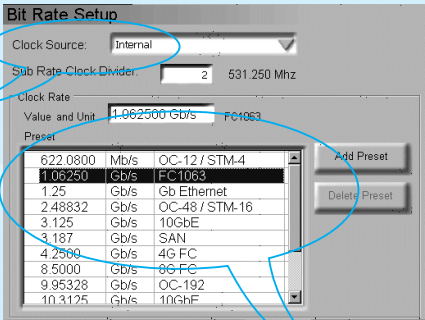 Bit Rate Setup
Clock Source: Internal
Sub Rate Clock Divider: 2 531.250 Mhz
Clock Rate
Value and Unit 1.062500 Gb/s FC1063
Preset
622.0800 Mb/s OC-12 / STM-4 Add Preset
1.06250 Gb/s FC1063
1.25 Gb/s Gb Ethernet
2.48832 Gb/s OC-48 / STM-16 Delete Preset
3.125 Gb/s 10GbE
3.187 Gb/s SAN
4.2500 Gb/s 4G FC
8.5000 Gb/s 8G FC
9.95328 Gb/s OC-192
10.3125 Gb/s 10GbE